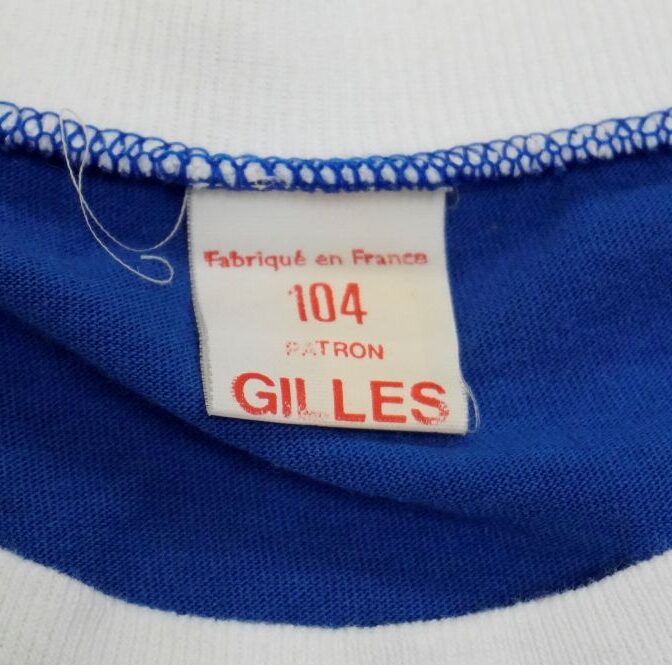 Fabriqué en France
104
PATRON
GILLES